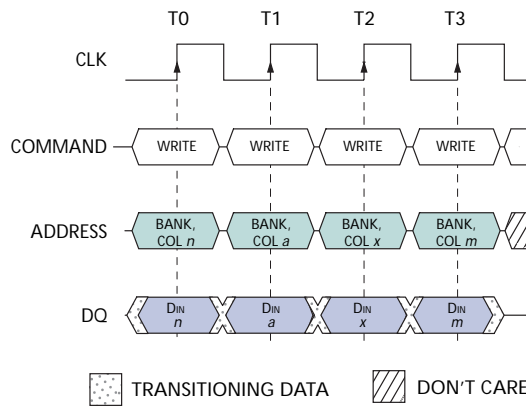 T0 T1 T2 T3
CLK
COMMAND WRITE WRITE WRITE WRITE
BANK, BANK, BANK, BANK,
ADDRESS
COL n COL a COL x COL m
DIN DIN DIN DIN
DQ
n a x m
TRANSITIONING DATA DON'T CARE